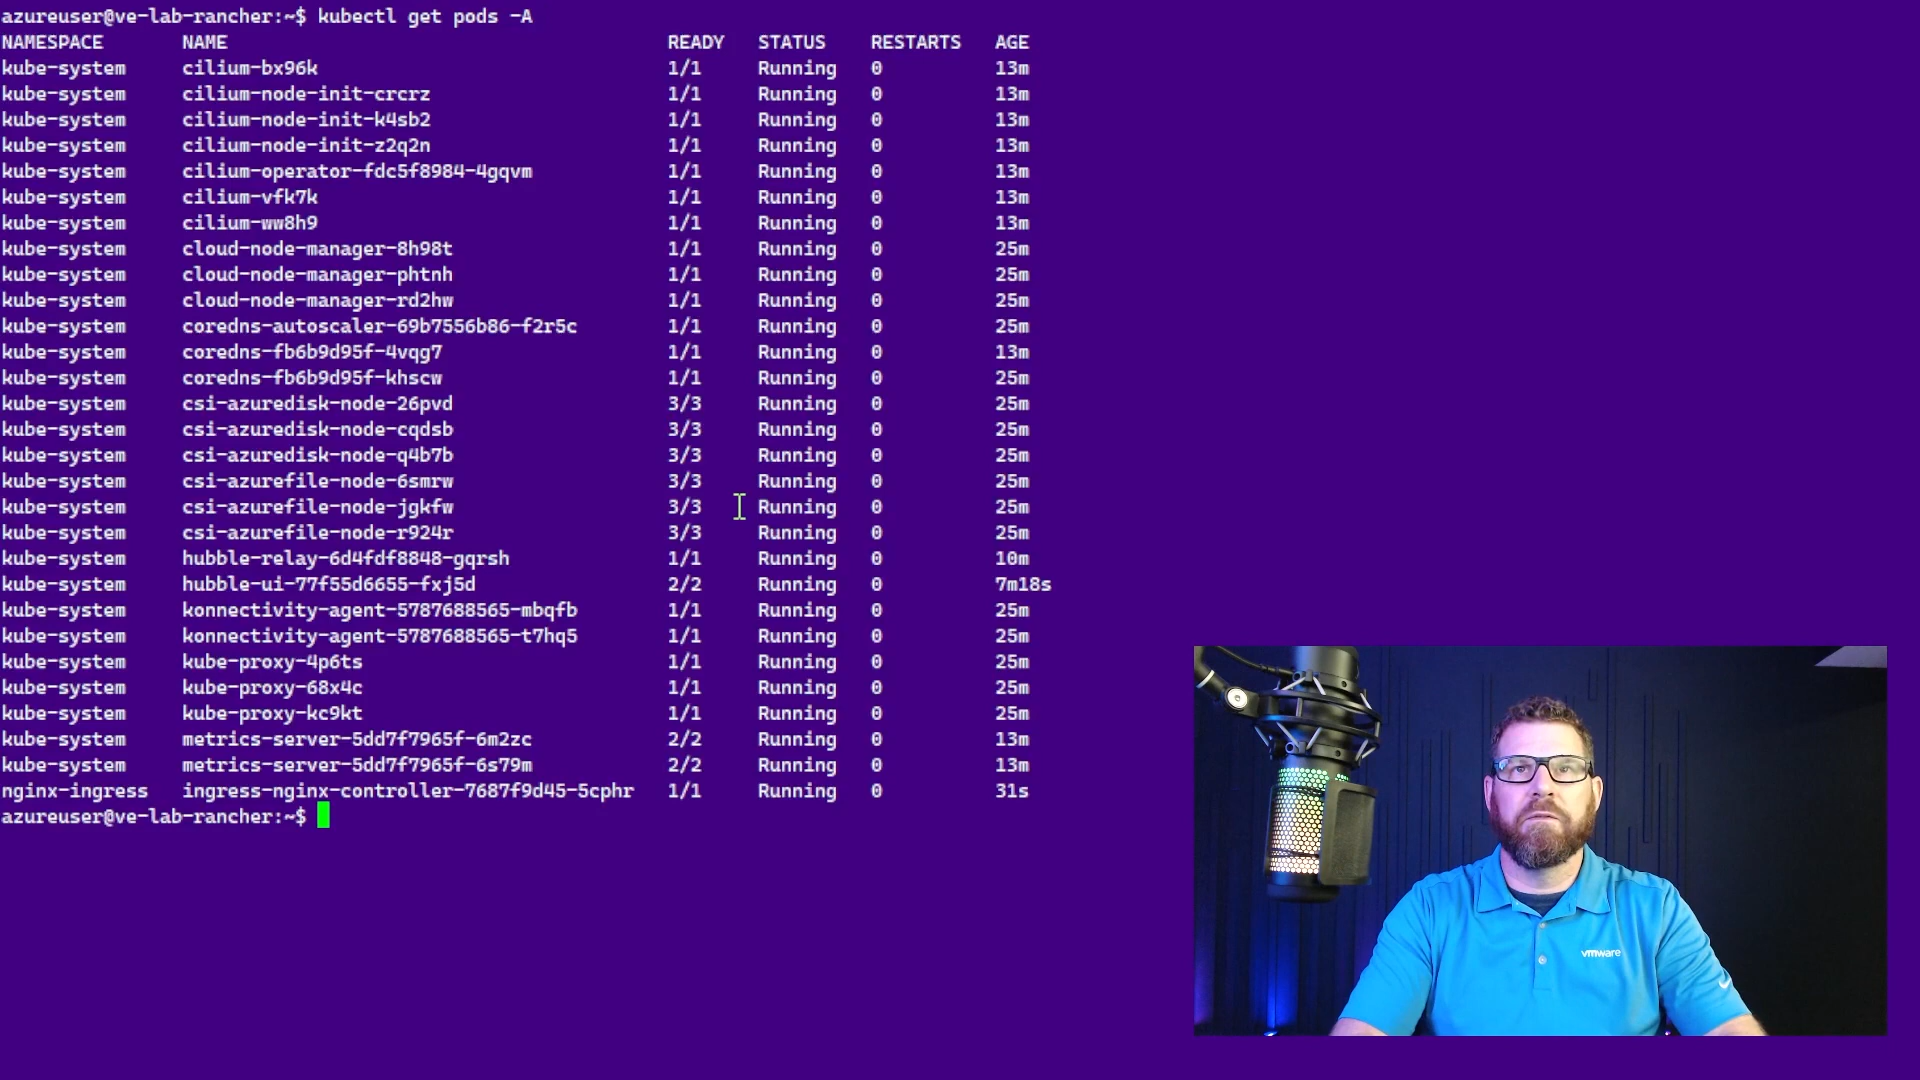 azureuser@ve-lab-rancher:~$ kubectl get pods -A
NAMESPACE NAME READY STATUS RESTARTS AGE
kube-system cilium-bx96k 1/1 Running 0 13m
kube-system cilium-node-init-crcrz 1/1 Running 0 13m
kube-system cilium-node-init-k4sb2 1/1 Running 0 13m
kube-system cilium-node-init-z2q2n 1/1 Running 0 13m
kube-system cilium-operator-fdc5f8984-4gqvm 1/1 Running 0 13m
kube-system cilium-vfk7k 1/1 Running 0 13m
kube-system cilium-ww8h9 1/1 Running 0 13m
kube-system cloud-node-manager-8h98t 1/1 Running 0 25m
kube-system cloud-node-manager-phtnh 1/1 Running 0 25m
kube-system cloud-node-manager-rd2hw 1/1 Running 0 25m
kube-system coredns-autoscaler-69b7556b86-f2r5c 1/1 Running 0 25m
kube-system coredns-fb6b9d95f-4vqg7 1/1 Running 0 13m
kube-system coredns-fb6b9d95f-khscw 1/1 Running 0 25m
kube-system csi-azuredisk-node-26pvd 3/3 Running 0 25m
kube-system csi-azuredisk-node-cqdsb 3/3 Running 0 25m
kube-system csi-azuredisk-node-q4b7b 3/3 Running 0 25m
kube-system csi-azurefile-node-6smrw 3/3 Running 0 25m
kube-system csi-azurefile-node-jgkfw 3/3 Running 0 25m
kube-system csi-azurefile-node-r924r 3/3 Running 0 25m
kube-system hubble-relay-6d4fdf8848-gqrsh 1/1 Running 0 10m
kube-system hubble-ui-77f55d6655-fxj5d 2/2 Running 0 7m18s
kube-system konnectivity-agent-5787688565-mbqfb 1/1 Running 0 25m
kube-system konnectivity-agent-5787688565-t7hq5 1/1 Running 0 25m
kube-system kube-proxy-4p6ts 1/1 Running 0 25m
kube-system kube-proxy-68x4c 1/1 Running 0 25m
kube-system kube-proxy-kc9kt 1/1 Running 0 25m
kube-system metrics-server-5dd7f7965f-6m2zc 2/2 Running 0 13m
kube-system metrics-server-5dd7f7965f-6s79m 2/2 Running 0 13m
nginx-ingress ingress-nginx-controller-7687f9d45-5cphr 1/1 Running 0 31s
azureuser@ve-lab-rancher:~$
vmware